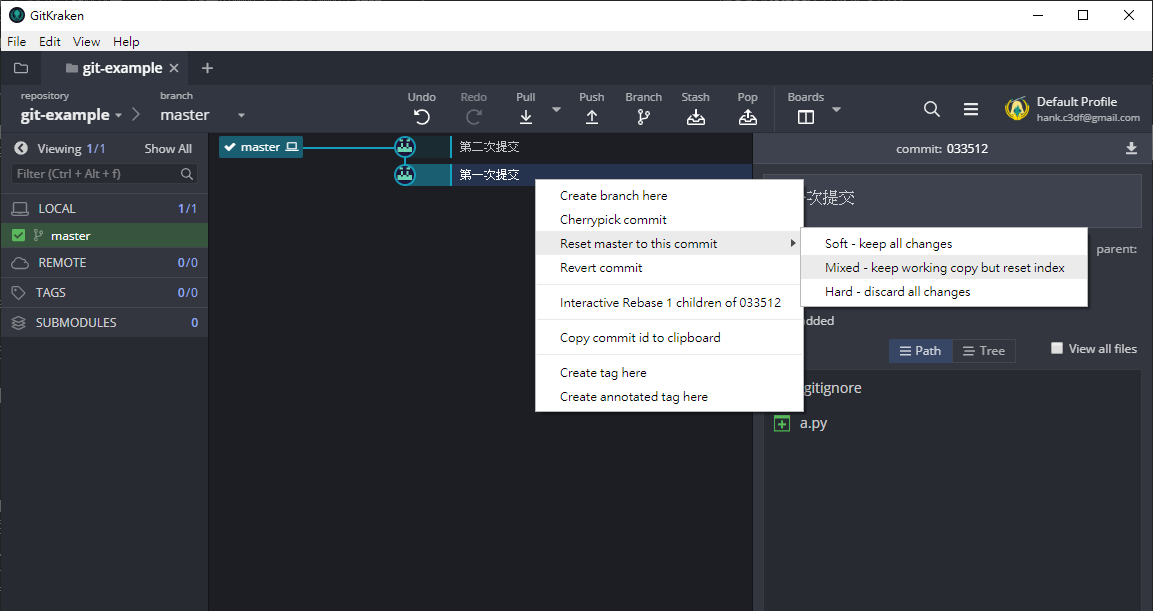 GitKraken
File Edit View Help
git-example
repository
git-example
branch
master
Undo
Redo
Pull
Push
Branch
Stash
Pop
Boards
Default Profile
hank.c3df@gmail.com
Viewing 1/1 Show All
Filter (Ctrl + Alt + f)
LOCAL 1/1
master
REMOTE 0/0
TAGS 0/0
SUBMODULES 0
master
第二次提交
第一次提交
Create branch here
Cherrypick commit
Reset master to this commit
Revert commit
Interactive Rebase 1 children of 033512
Copy commit id to clipboard
Create tag here
Create annotated tag here
Soft - keep all changes
Mixed - keep working copy but reset index
Hard - discard all changes
commit: 033512
次提交
parent:
added
Path
Tree
View all files
gitignore
a.py